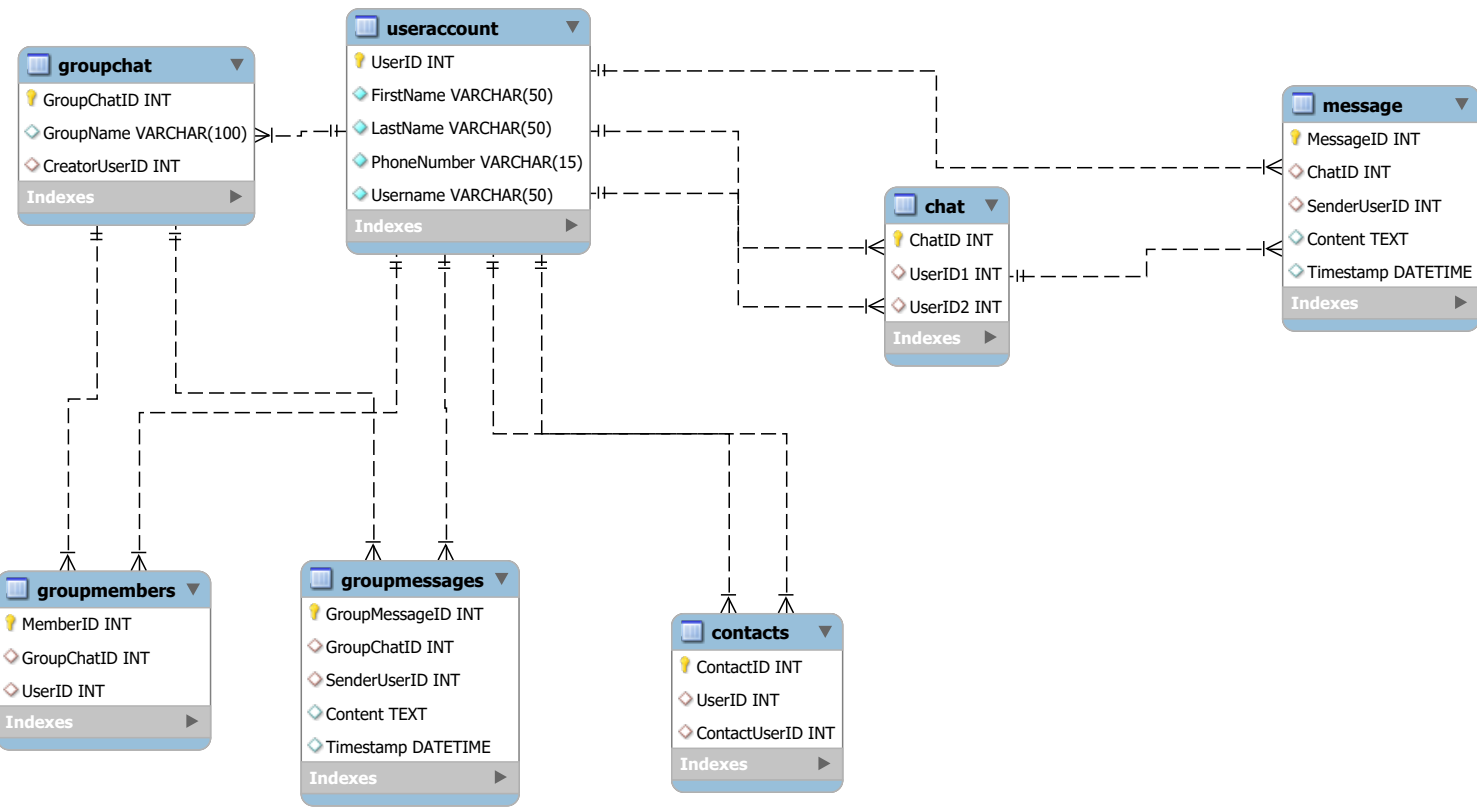 useraccount
UserID INT
FirstName VARCHAR(50)
LastName VARCHAR(50)
PhoneNumber VARCHAR(15)
Username VARCHAR(50)
Indexes
groupchat
GroupChatID INT
GroupName VARCHAR(100)
CreatorUserID INT
Indexes
message
MessageID INT
ChatID INT
SenderUserID INT
Content TEXT
Timestamp DATETIME
Indexes
chat
ChatID INT
UserID1 INT
UserID2 INT
Indexes
groupmembers
MemberID INT
GroupChatID INT
UserID INT
Indexes
groupmessages
GroupMessageID INT
GroupChatID INT
SenderUserID INT
Content TEXT
Timestamp DATETIME
Indexes
contacts
ContactID INT
UserID INT
ContactUserID INT
Indexes